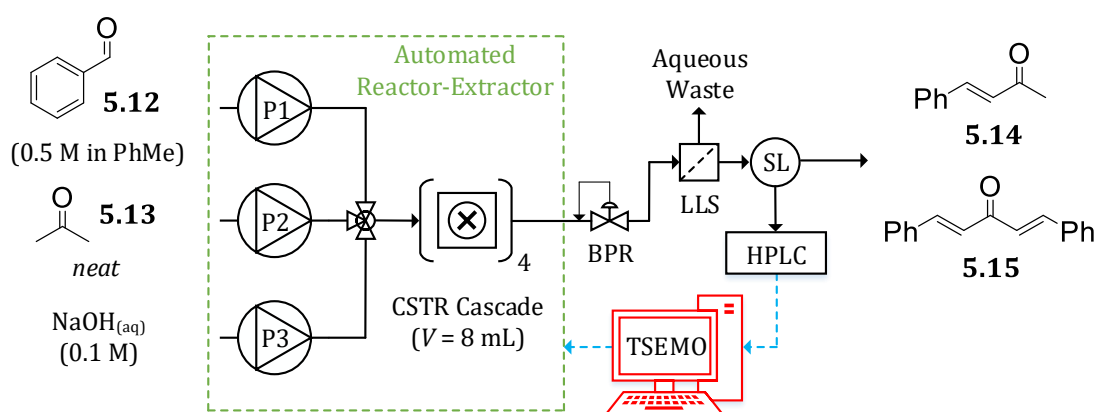 O
5.12
(0.5 M in PhMe)
O
5.13
neat
NaOH(aq)
(0.1 M)
Automated
Reactor-Extractor
P1
P2
P3
4
CSTR Cascade
(V = 8 mL)
BPR
Aqueous
Waste
LLS
SL
HPLC
TSEMO
O
Ph
5.14
O
Ph
Ph
5.15